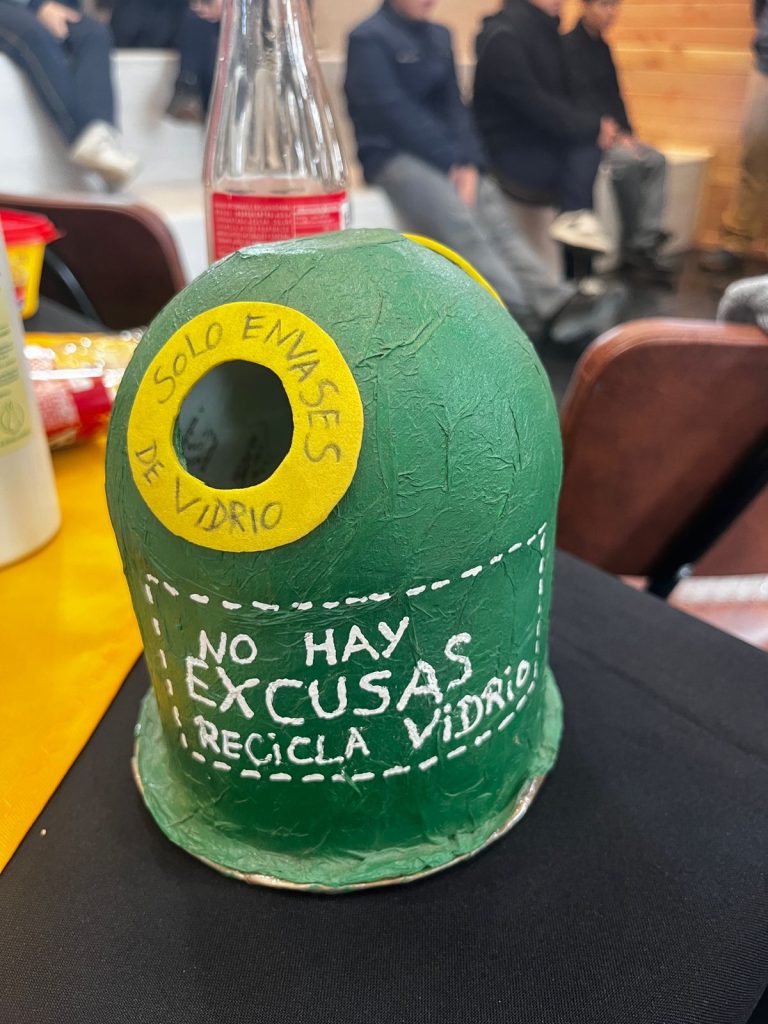 SOLO ENVASES
DE VIDRIO
NO HAY
EXCUSAS
RECiCLA ViDRiO